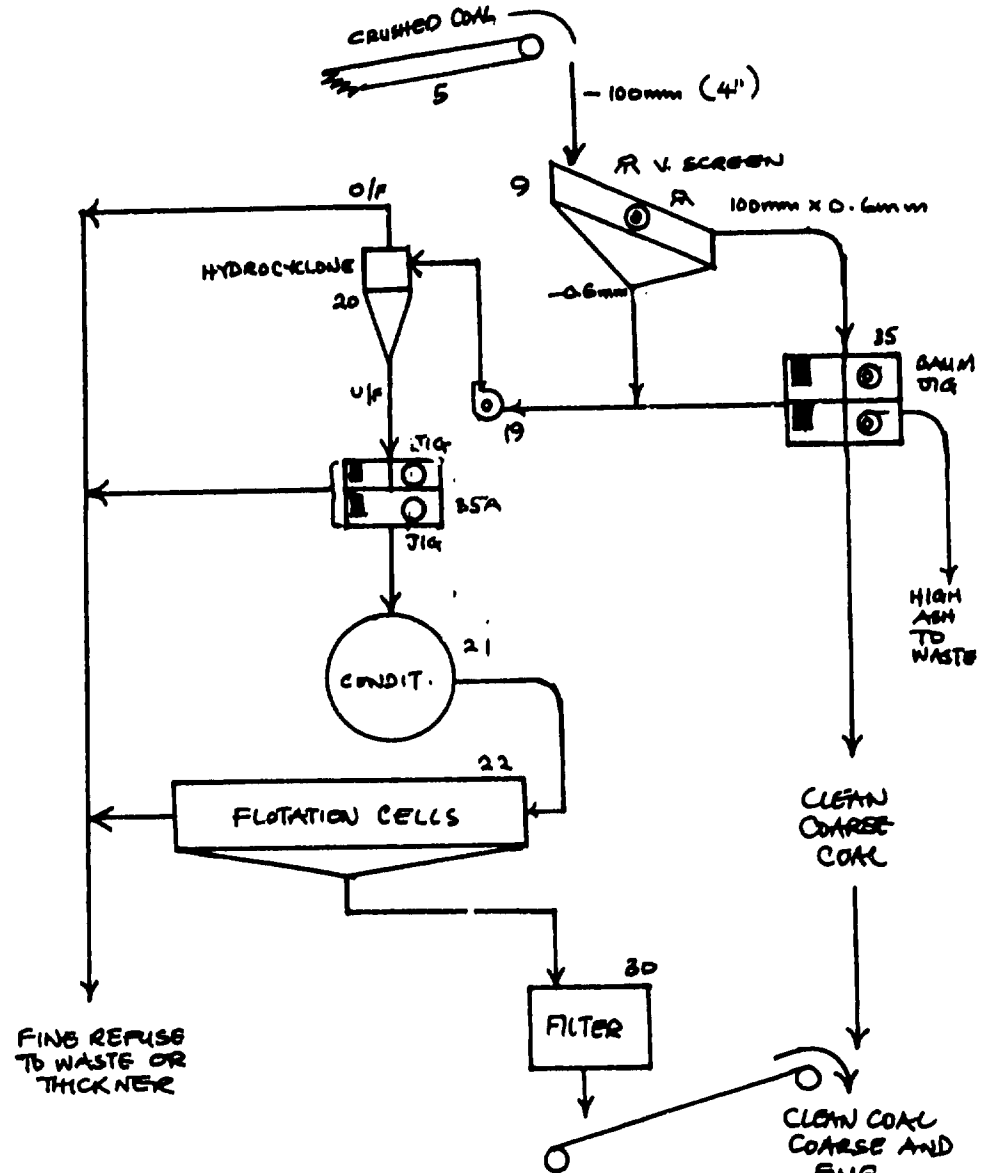 CRUSHED COAL
5
-100mm (4")
V. SCREEN
9
100mm X 0.6mm
O/F
HYDROCYCLONE
20
-0.6mm
35
BAUM
JIG
U/F
19
JIG
35A
JIG
HIGH
ASH
TO
WASTE
21
CONDIT.
22
FLOTATION CELLS
CLEAN
COARSE
COAL
30
FILTER
FINE REFUSE
TO WASTE OR
THICKNER
CLEAN COAL
COARSE AND